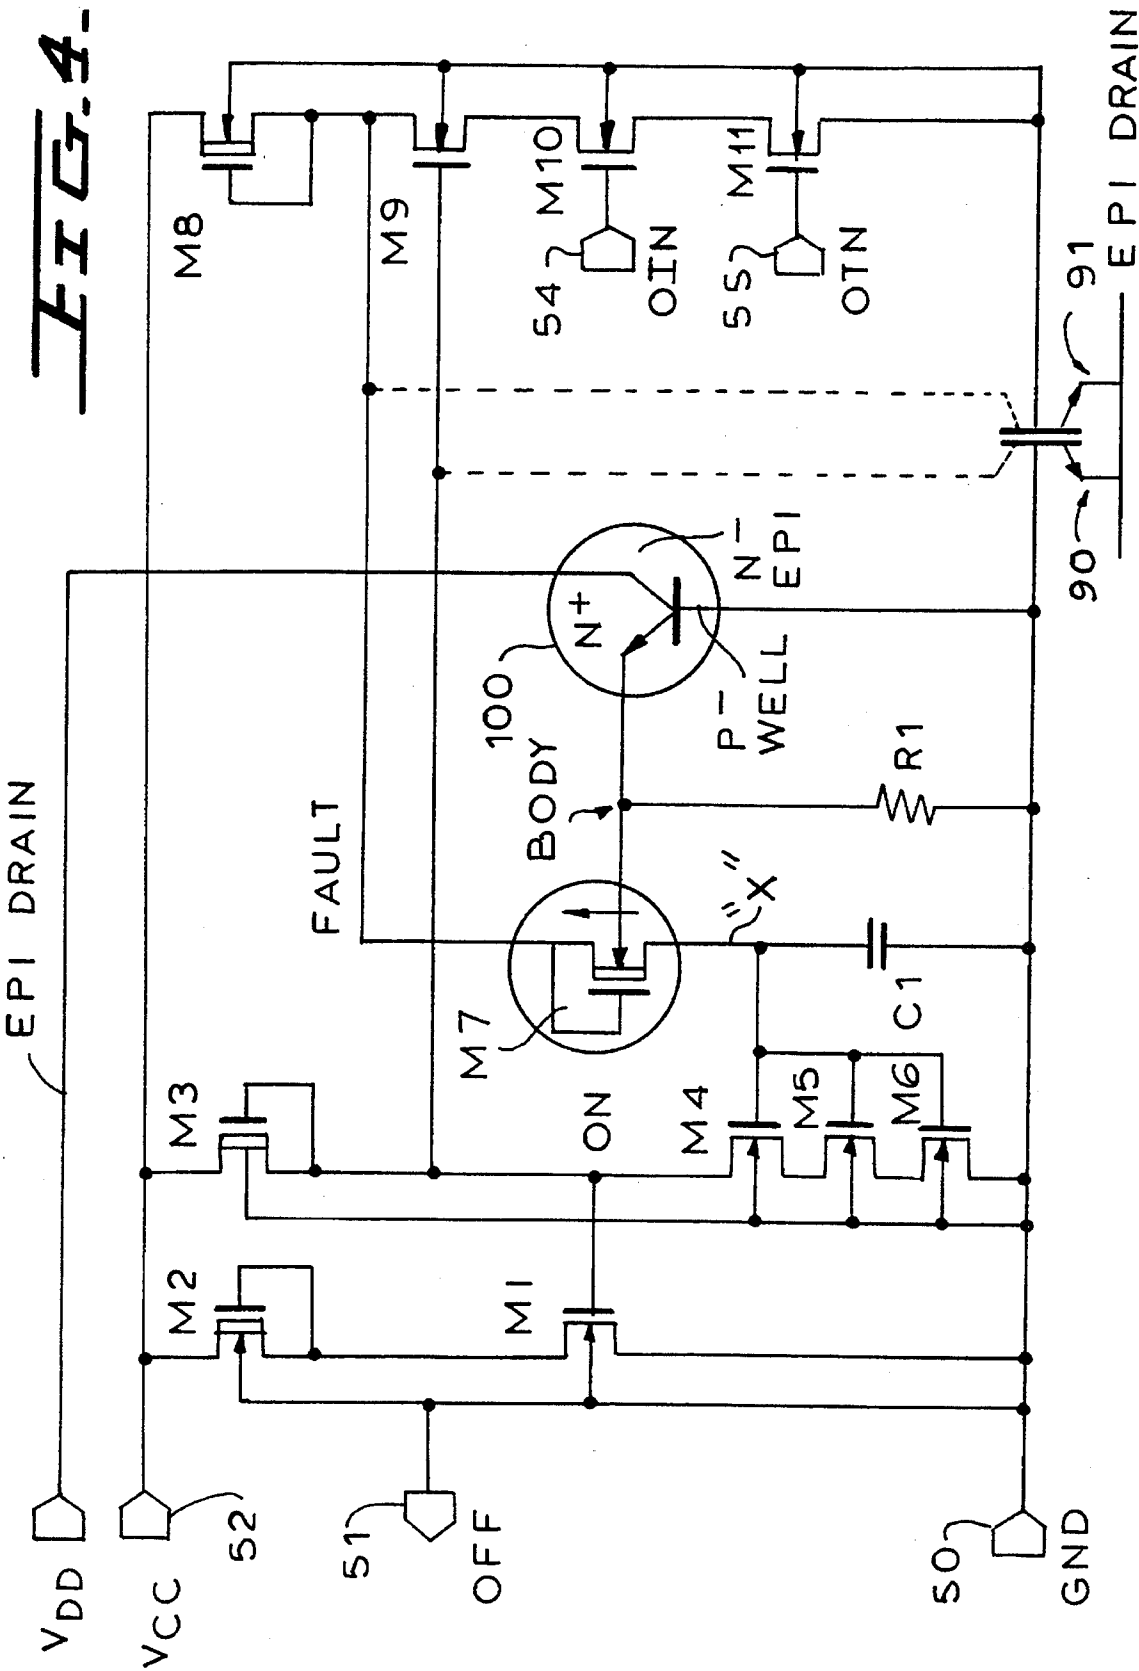 FIG. 4.
EPI DRAIN
VDD
VCC
52
51
OFF
50
GND
M2
M1
M3
ON
M4
M5
M6
M7
"X"
C1
FAULT
BODY
R1
100
N+
P-
WELL
N-
EPI
M8
M9
M10
M11
54
OIN
55
OTN
90
91
EPI DRAIN